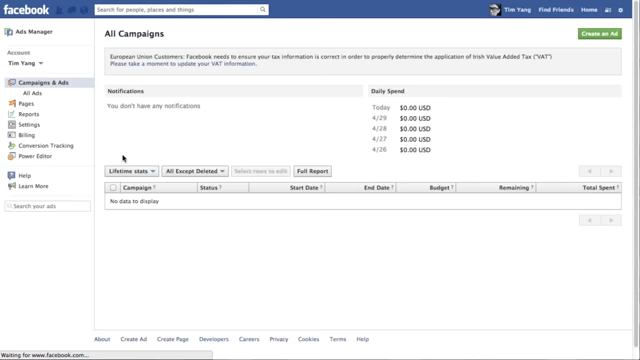 facebook
Search for people, places and things
Tim Yang
Find Friends
Home
Ads Manager
Account
Tim Yang
Campaigns & Ads
All Ads
Pages
Reports
Settings
Billing
Conversion Tracking
Power Editor
Help
Learn More
Search your ads
All Campaigns
Create an Ad
European Union Customers: Facebook needs to ensure your tax information is correct in order to properly determine the application of Irish Value Added Tax ("VAT")
Please take a moment to update your VAT information.
Notifications
You don't have any notifications
Daily Spend
Today $0.00 USD
4/29 $0.00 USD
4/28 $0.00 USD
4/27 $0.00 USD
4/26 $0.00 USD
Lifetime stats
All Except Deleted
Select rows to edit
Full Report
Campaign ? Status ? Start Date ? End Date ? Budget ? Remaining ? Total Spent ?
No data to display
About Create Ad Create Page Developers Careers Privacy Cookies Terms Help
Waiting for www.facebook.com...